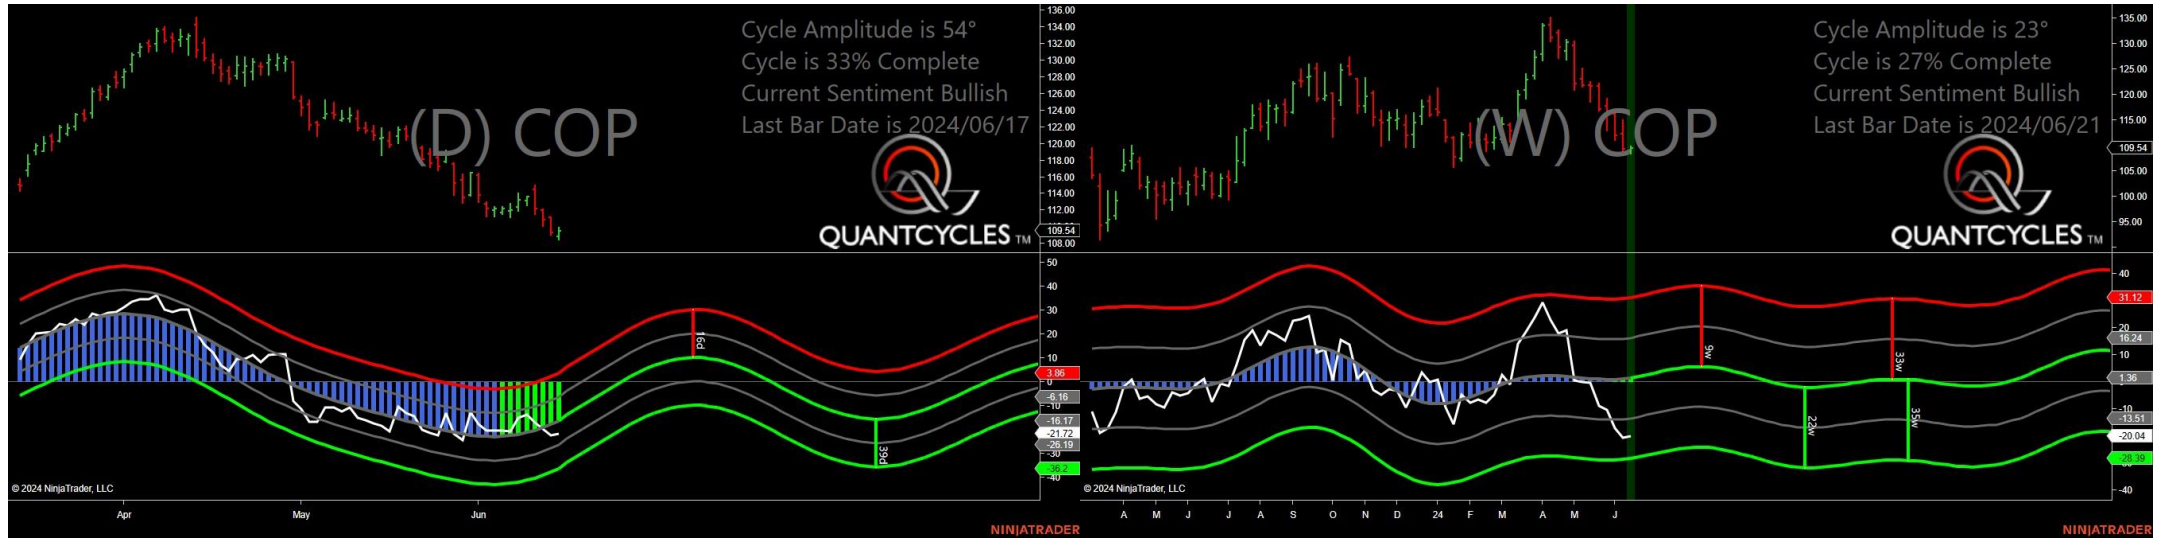 Cycle Amplitude is 54°
Cycle is 33% Complete
Current Sentiment Bullish
Last Bar Date is 2024/06/17
(D) COP
QUANTCYCLES TM
136.00
134.00
132.00
130.00
128.00
126.00
124.00
122.00
120.00
118.00
116.00
114.00
112.00
109.54
108.00
50
40
30
20
10
3.86
0
-6.16
-10
-16.17
-21.72
-26.19
-30
-36.2
-40
16d
39d
© 2024 NinjaTrader, LLC
Apr May Jun
NINJATRADER
Cycle Amplitude is 23°
Cycle is 27% Complete
Current Sentiment Bullish
Last Bar Date is 2024/06/21
(W) COP
QUANTCYCLES TM
135.00
130.00
125.00
120.00
115.00
109.54
105.00
100.00
95.00
40
31.12
20
16.24
10
1.36
-10
-13.51
-20.04
-28.39
-40
9w
33w
22w
35w
© 2024 NinjaTrader, LLC
A M J J A S O N D 24 F M A M J
NINJATRADER